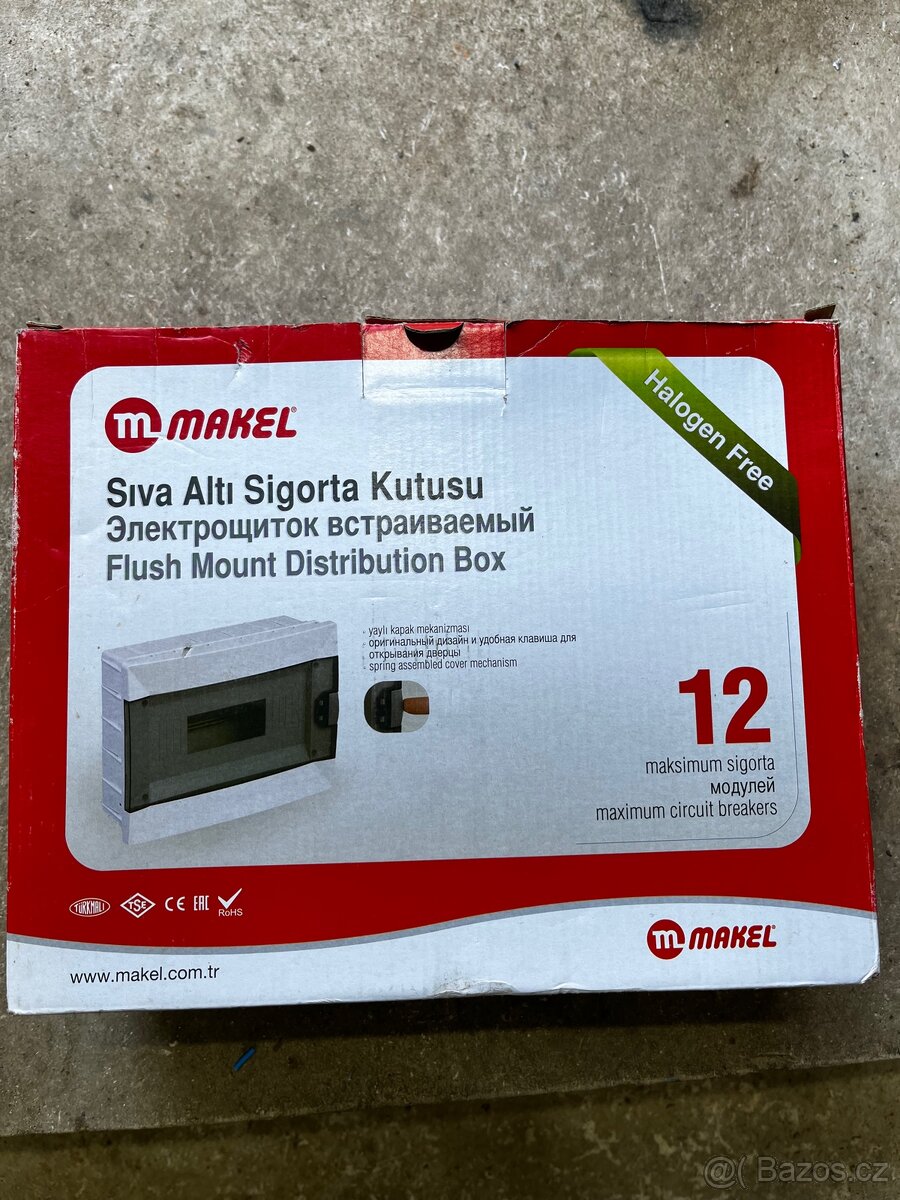 MAKEL
Halogen Free
Sıva Altı Sigorta Kutusu
Электрощиток встраиваемый
Flush Mount Distribution Box
- yaylı kapak mekanizması
- оригинальный дизайн и удобная клавиша для
открывания дверцы
- spring assembled cover mechanism
12
maksimum sigorta
модулей
maximum circuit breakers
TÜRKMALI TSE CE EAC RoHS
MAKEL
www.makel.com.tr
@( Bazos.cz